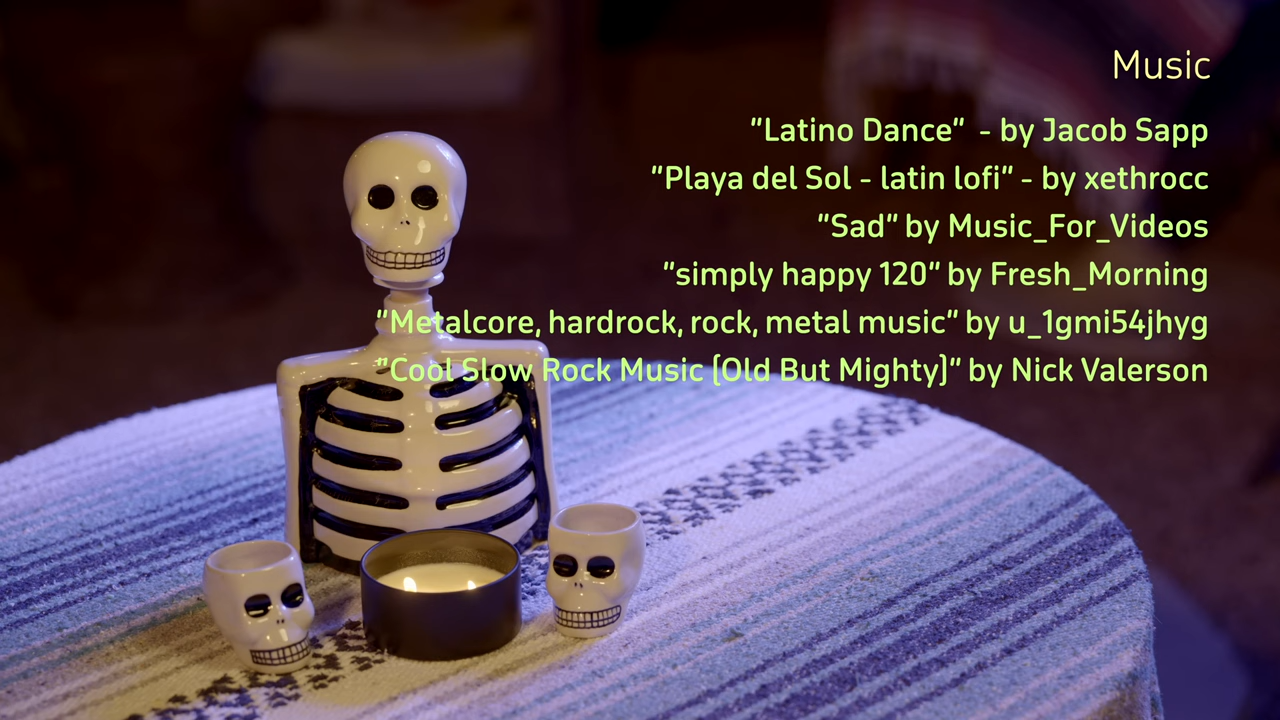 Music
"Latino Dance" - by Jacob Sapp
"Playa del Sol - latin lofi" - by xethrocc
"Sad" by Music_For_Videos
"simply happy 120" by Fresh_Morning
"Metalcore, hardrock, rock, metal music" by u_1gmi54jhyg
"Cool Slow Rock Music (Old But Mighty)" by Nick Valerson